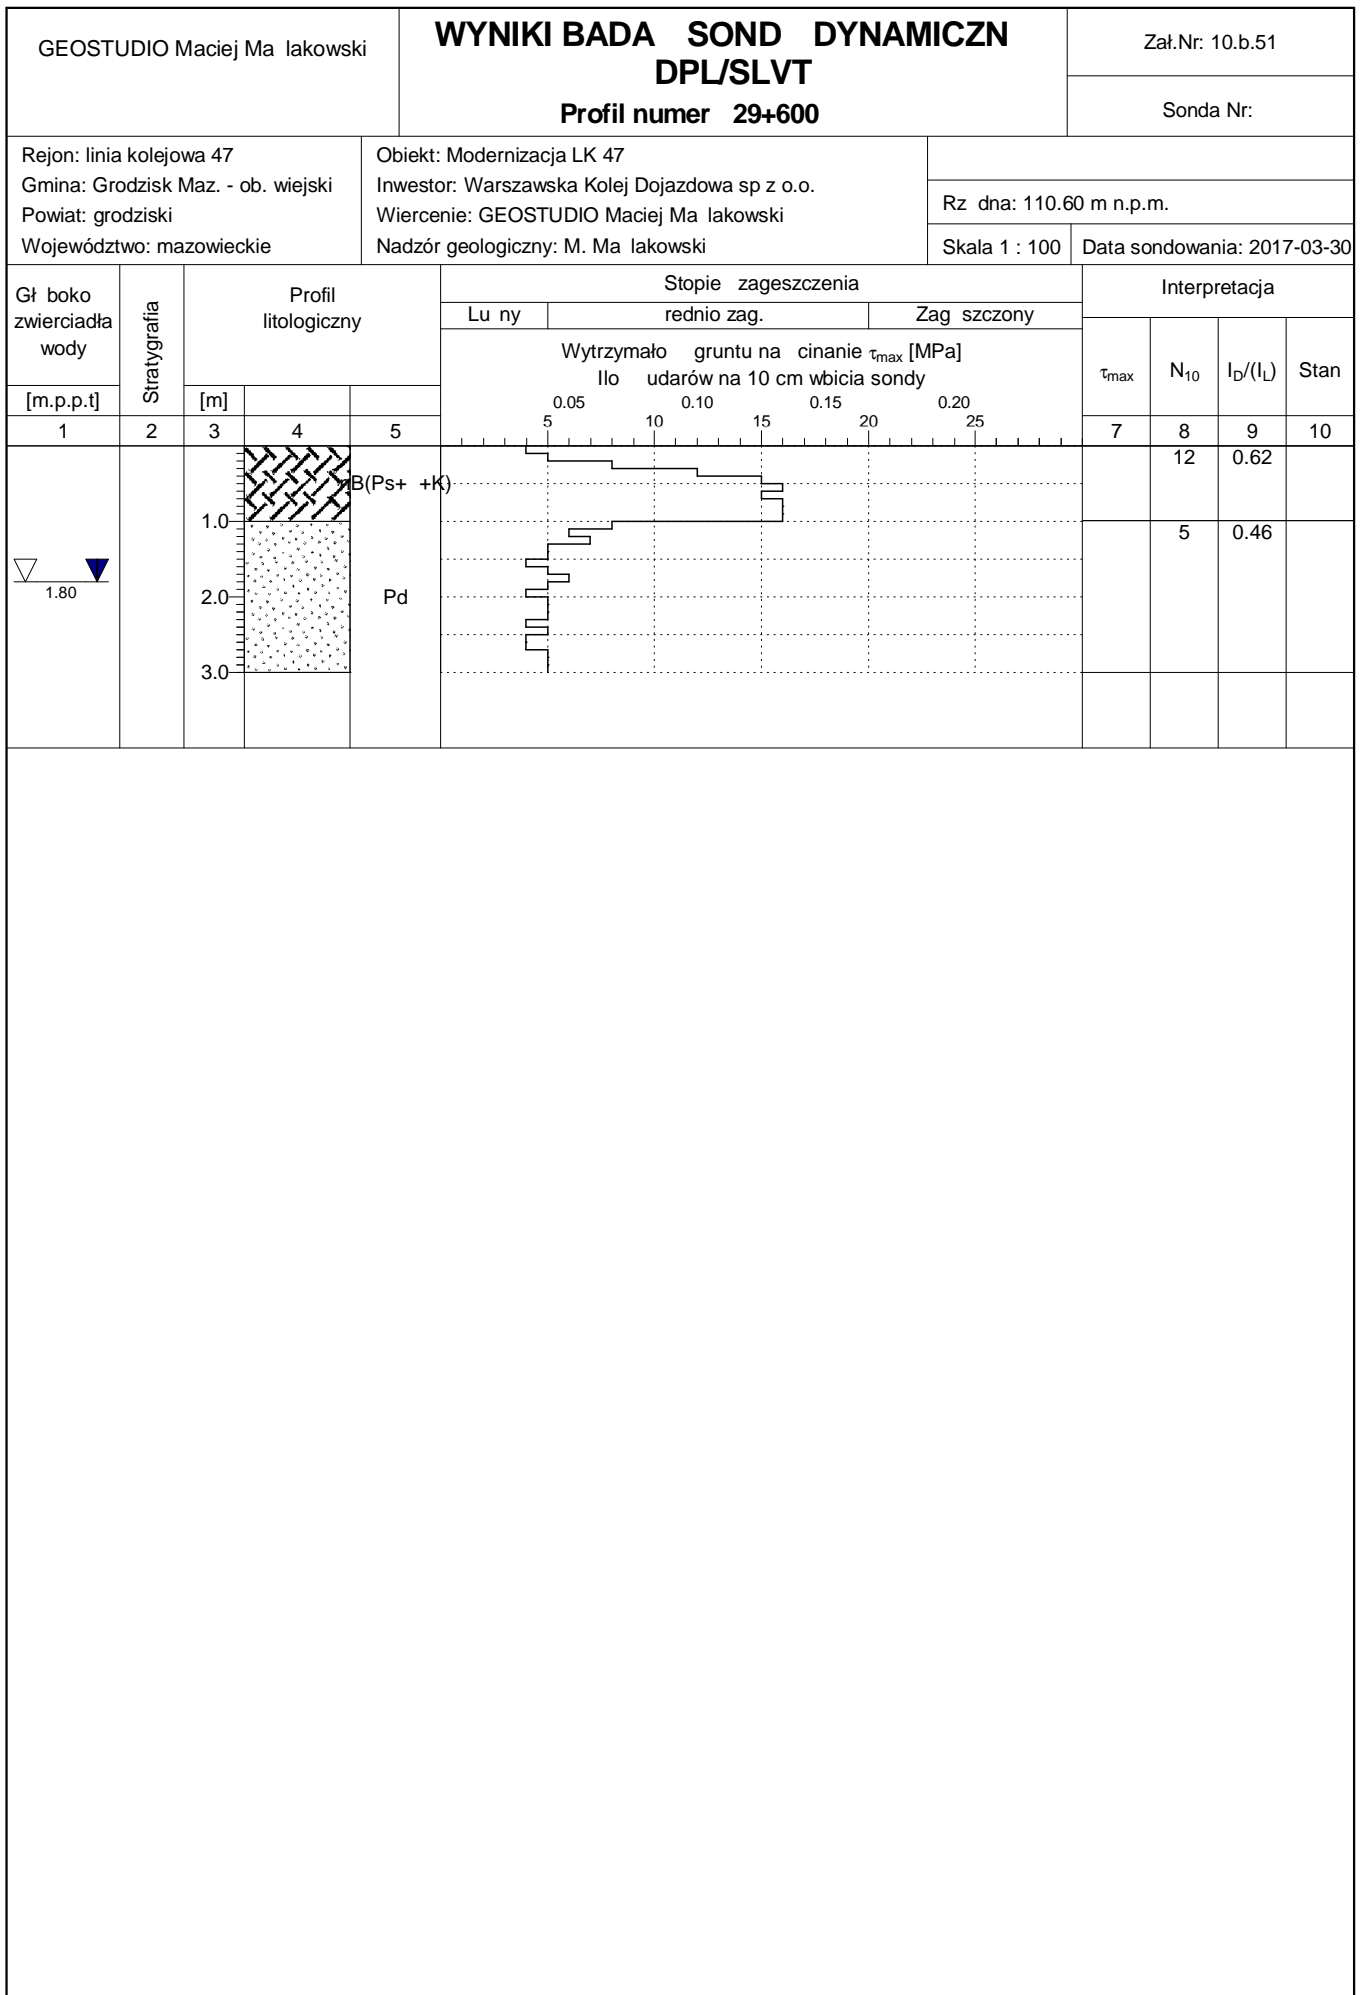 GEOSTUDIO Maciej Ma lakowski
WYNIKI BADA SOND DYNAMICZN
DPL/SLVT
Profil numer 29+600
Zał.Nr: 10.b.51
Sonda Nr:
Rejon: linia kolejowa 47
Gmina: Grodzisk Maz. - ob. wiejski
Powiat: grodziski
Województwo: mazowieckie
Obiekt: Modernizacja LK 47
Inwestor: Warszawska Kolej Dojazdowa sp z o.o.
Wiercenie: GEOSTUDIO Maciej Ma lakowski
Nadzór geologiczny: M. Ma lakowski
Rz dna: 110.60 m n.p.m.
Skala 1 : 100
Data sondowania: 2017-03-30
Gł boko
zwierciadła
wody
[m.p.p.t]
Stratygrafia
Profil
litologiczny
[m]
Stopie zageszczenia
Lu ny
rednio zag.
Zag szczony
Wytrzymało gruntu na cinanie τmax [MPa]
Ilo udarów na 10 cm wbicia sondy
0.05 0.10 0.15 0.20
5 10 15 20 25
Interpretacja
τmax
N10
ID/(IL)
Stan
1 2 3 4 5 7 8 9 10
nB(Ps+ +K)
12 0.62
1.0
5 0.46
1.80
2.0
Pd
3.0